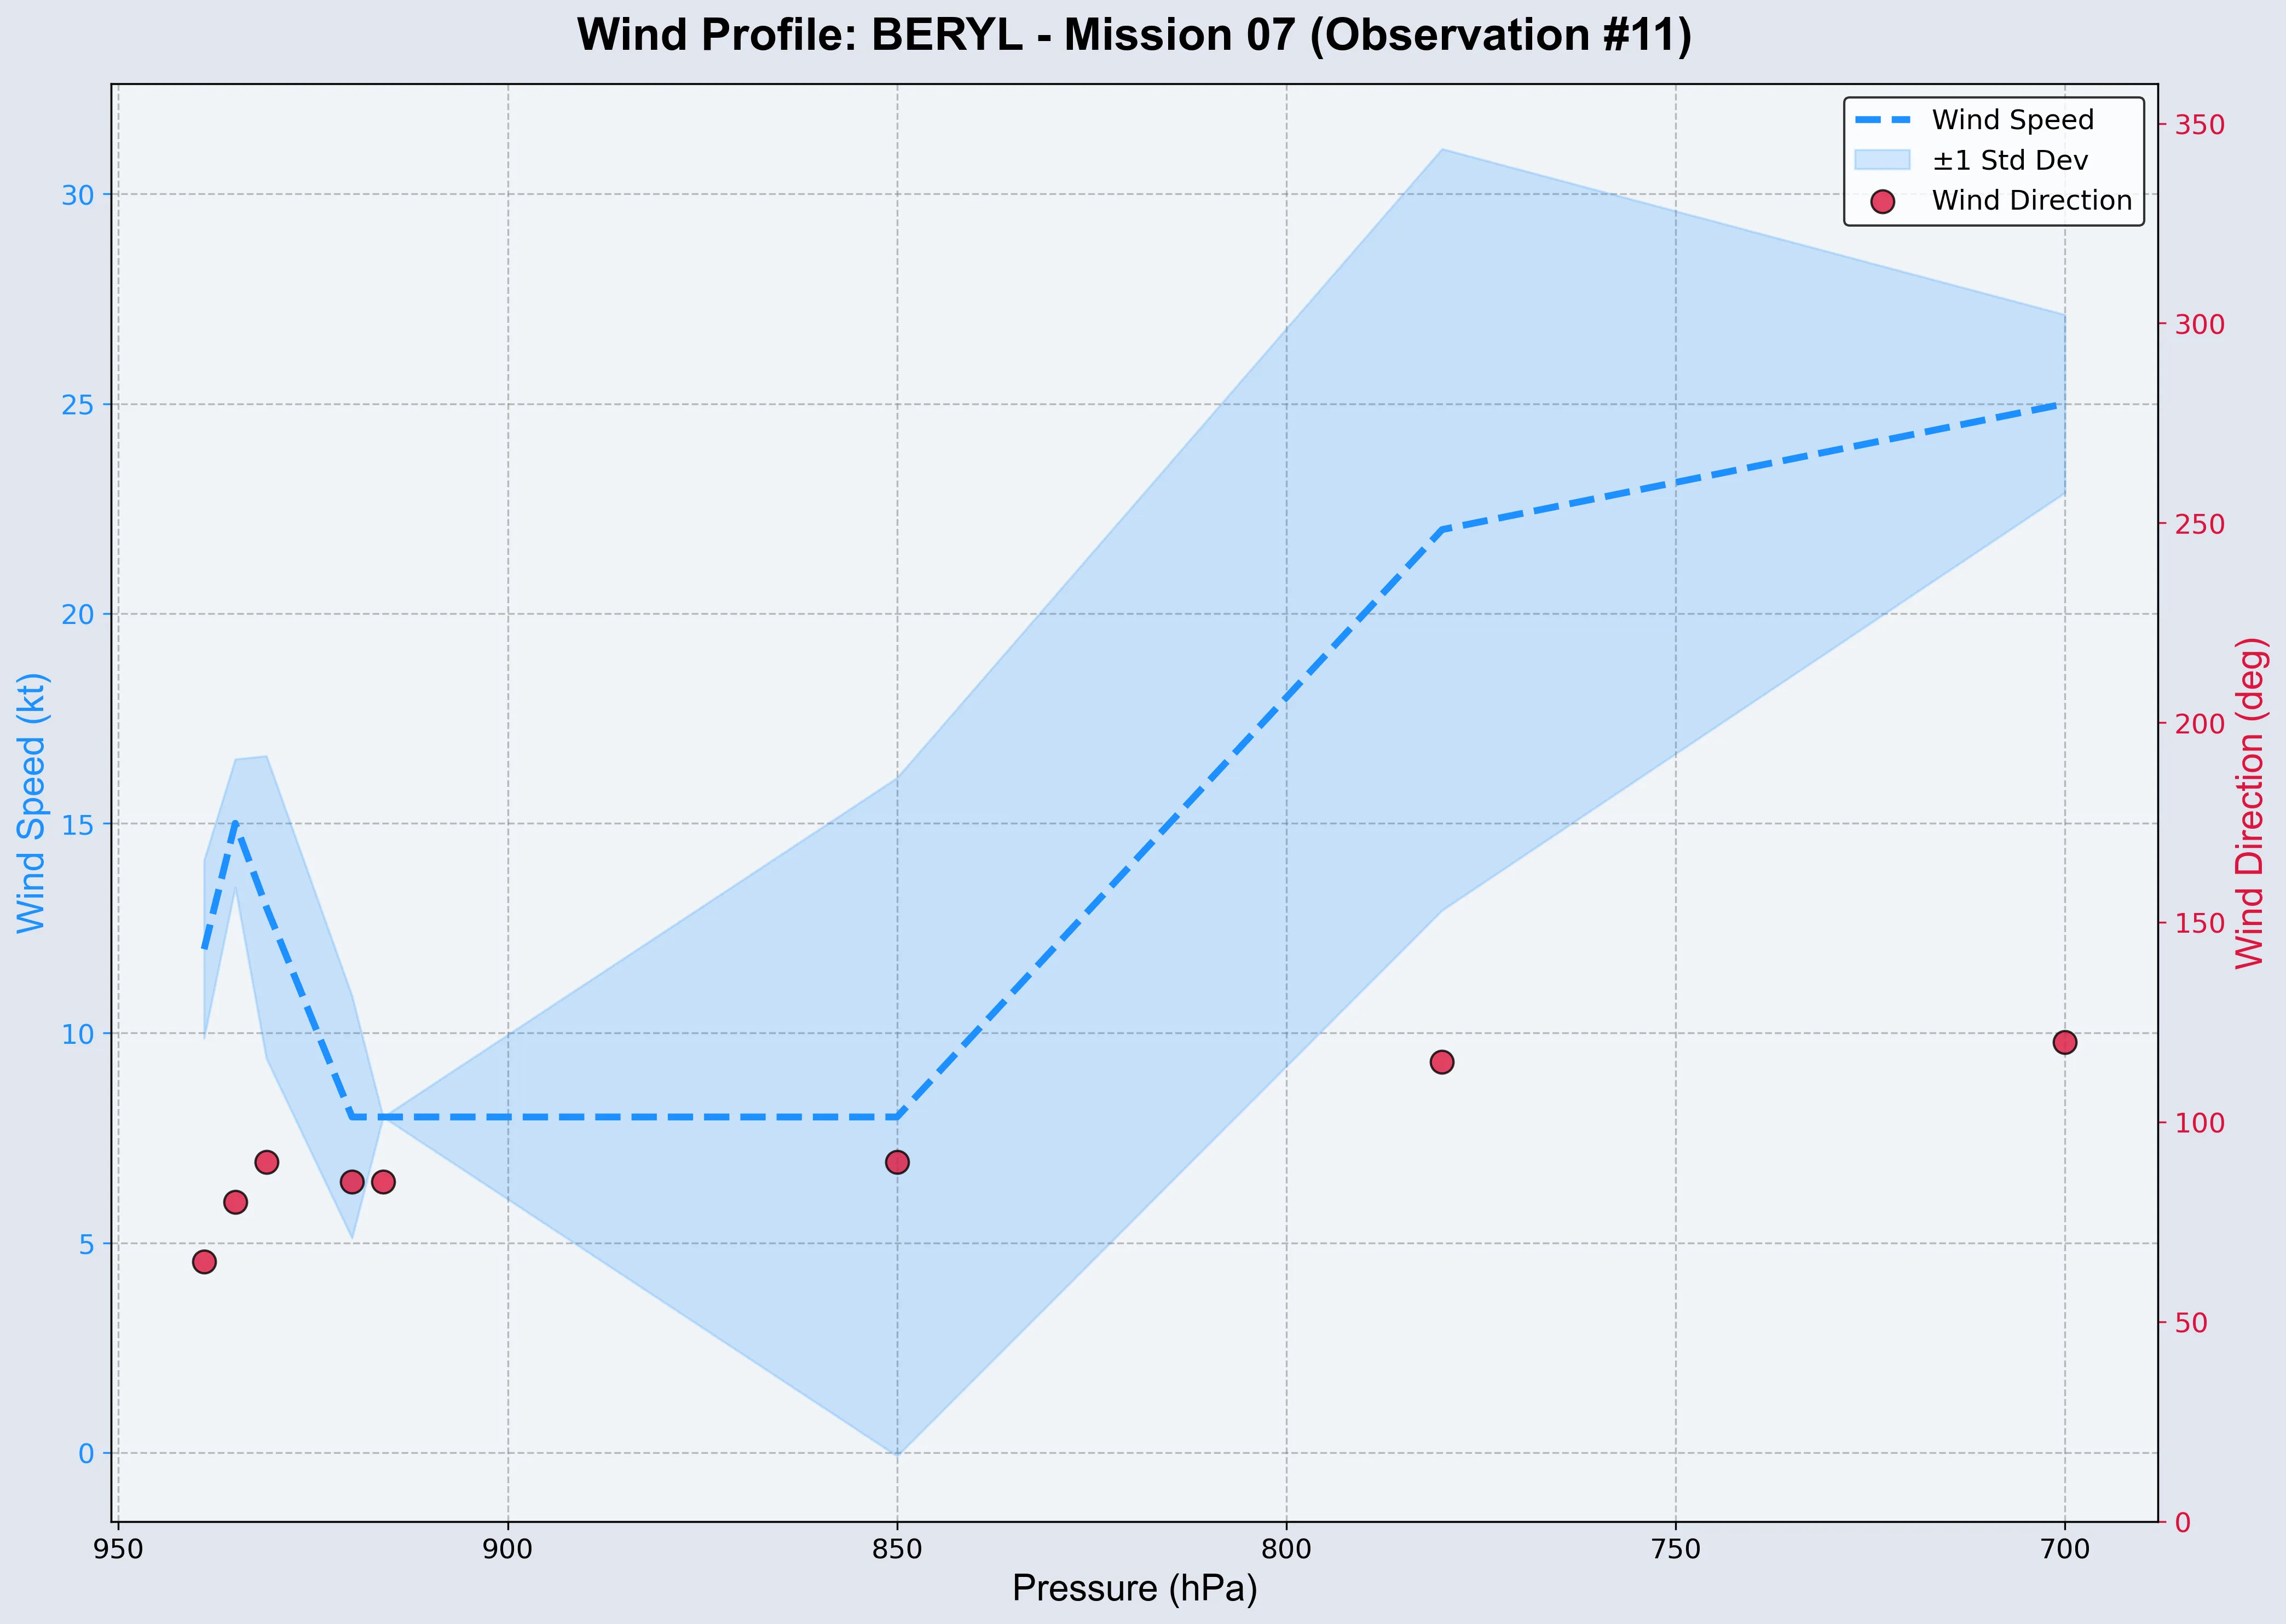 Wind Profile: BERYL - Mission 07 (Observation #11)
Wind Speed
±1 Std Dev
Wind Direction
30
25
20
15
10
5
0
Wind Speed (kt)
350
300
250
200
150
100
50
0
Wind Direction (deg)
950 900 850 800 750 700
Pressure (hPa)